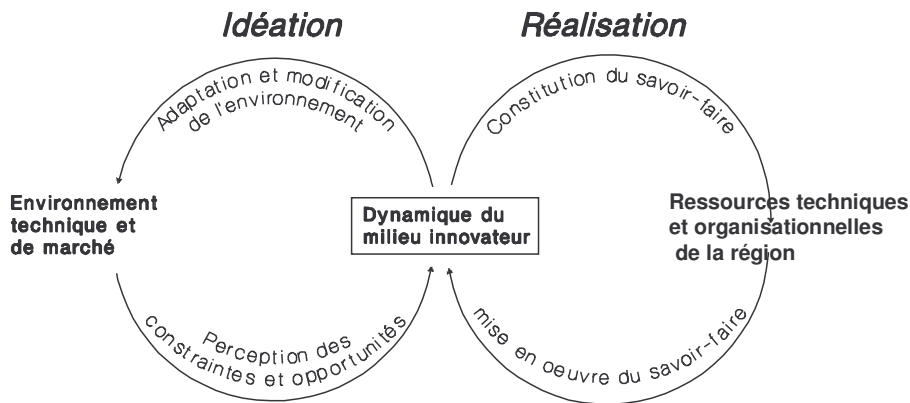 Idéation
Réalisation
Adaptation et modification
de l'environnement
Constitution du savoir-faire
Environnement
technique et
de marché
Dynamique du
milieu innovateur
Ressources techniques
et organisationnelles
de la région
Perception des
constraintes et opportunités
mise en oeuvre du savoir-faire